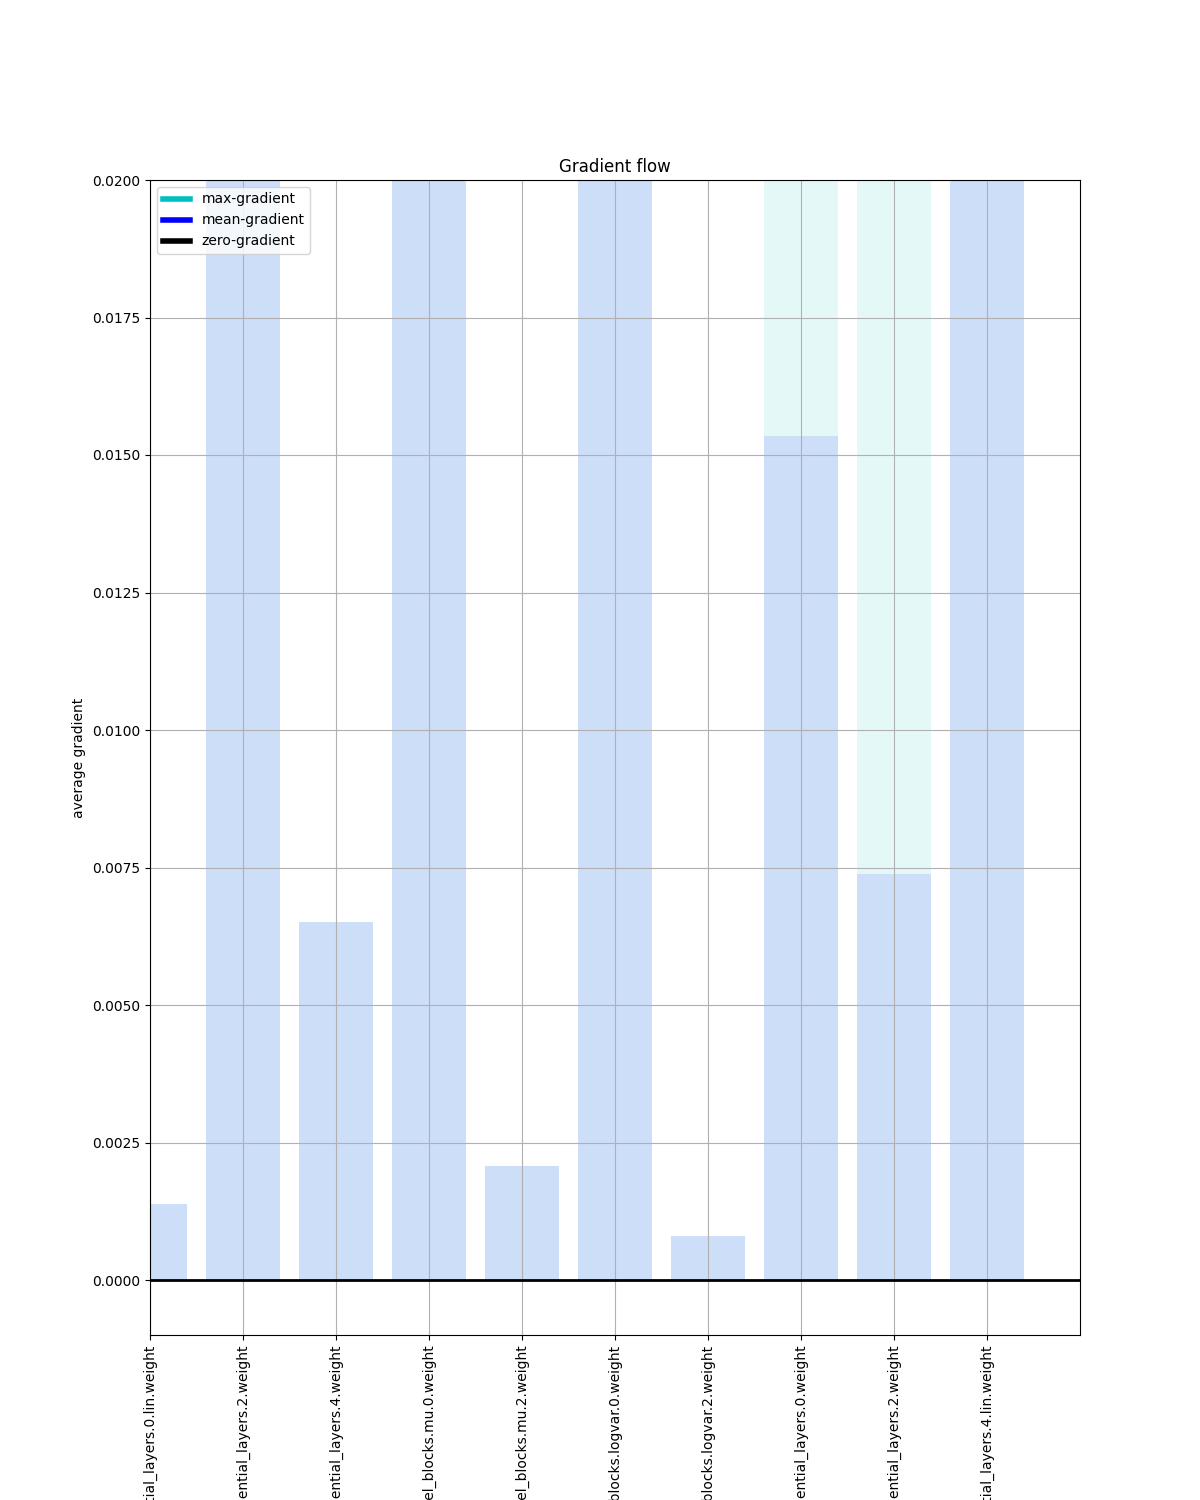 Gradient flow
max-gradient
mean-gradient
zero-gradient
0.0200
0.0175
0.0150
0.0125
0.0100
0.0075
0.0050
0.0025
0.0000
average gradient
tial_layers.0.lin.weight
ential_layers.2.weight
ential_layers.4.weight
el_blocks.mu.0.weight
el_blocks.mu.2.weight
blocks.logvar.0.weight
blocks.logvar.2.weight
ential_layers.0.weight
ential_layers.2.weight
tial_layers.4.lin.weight